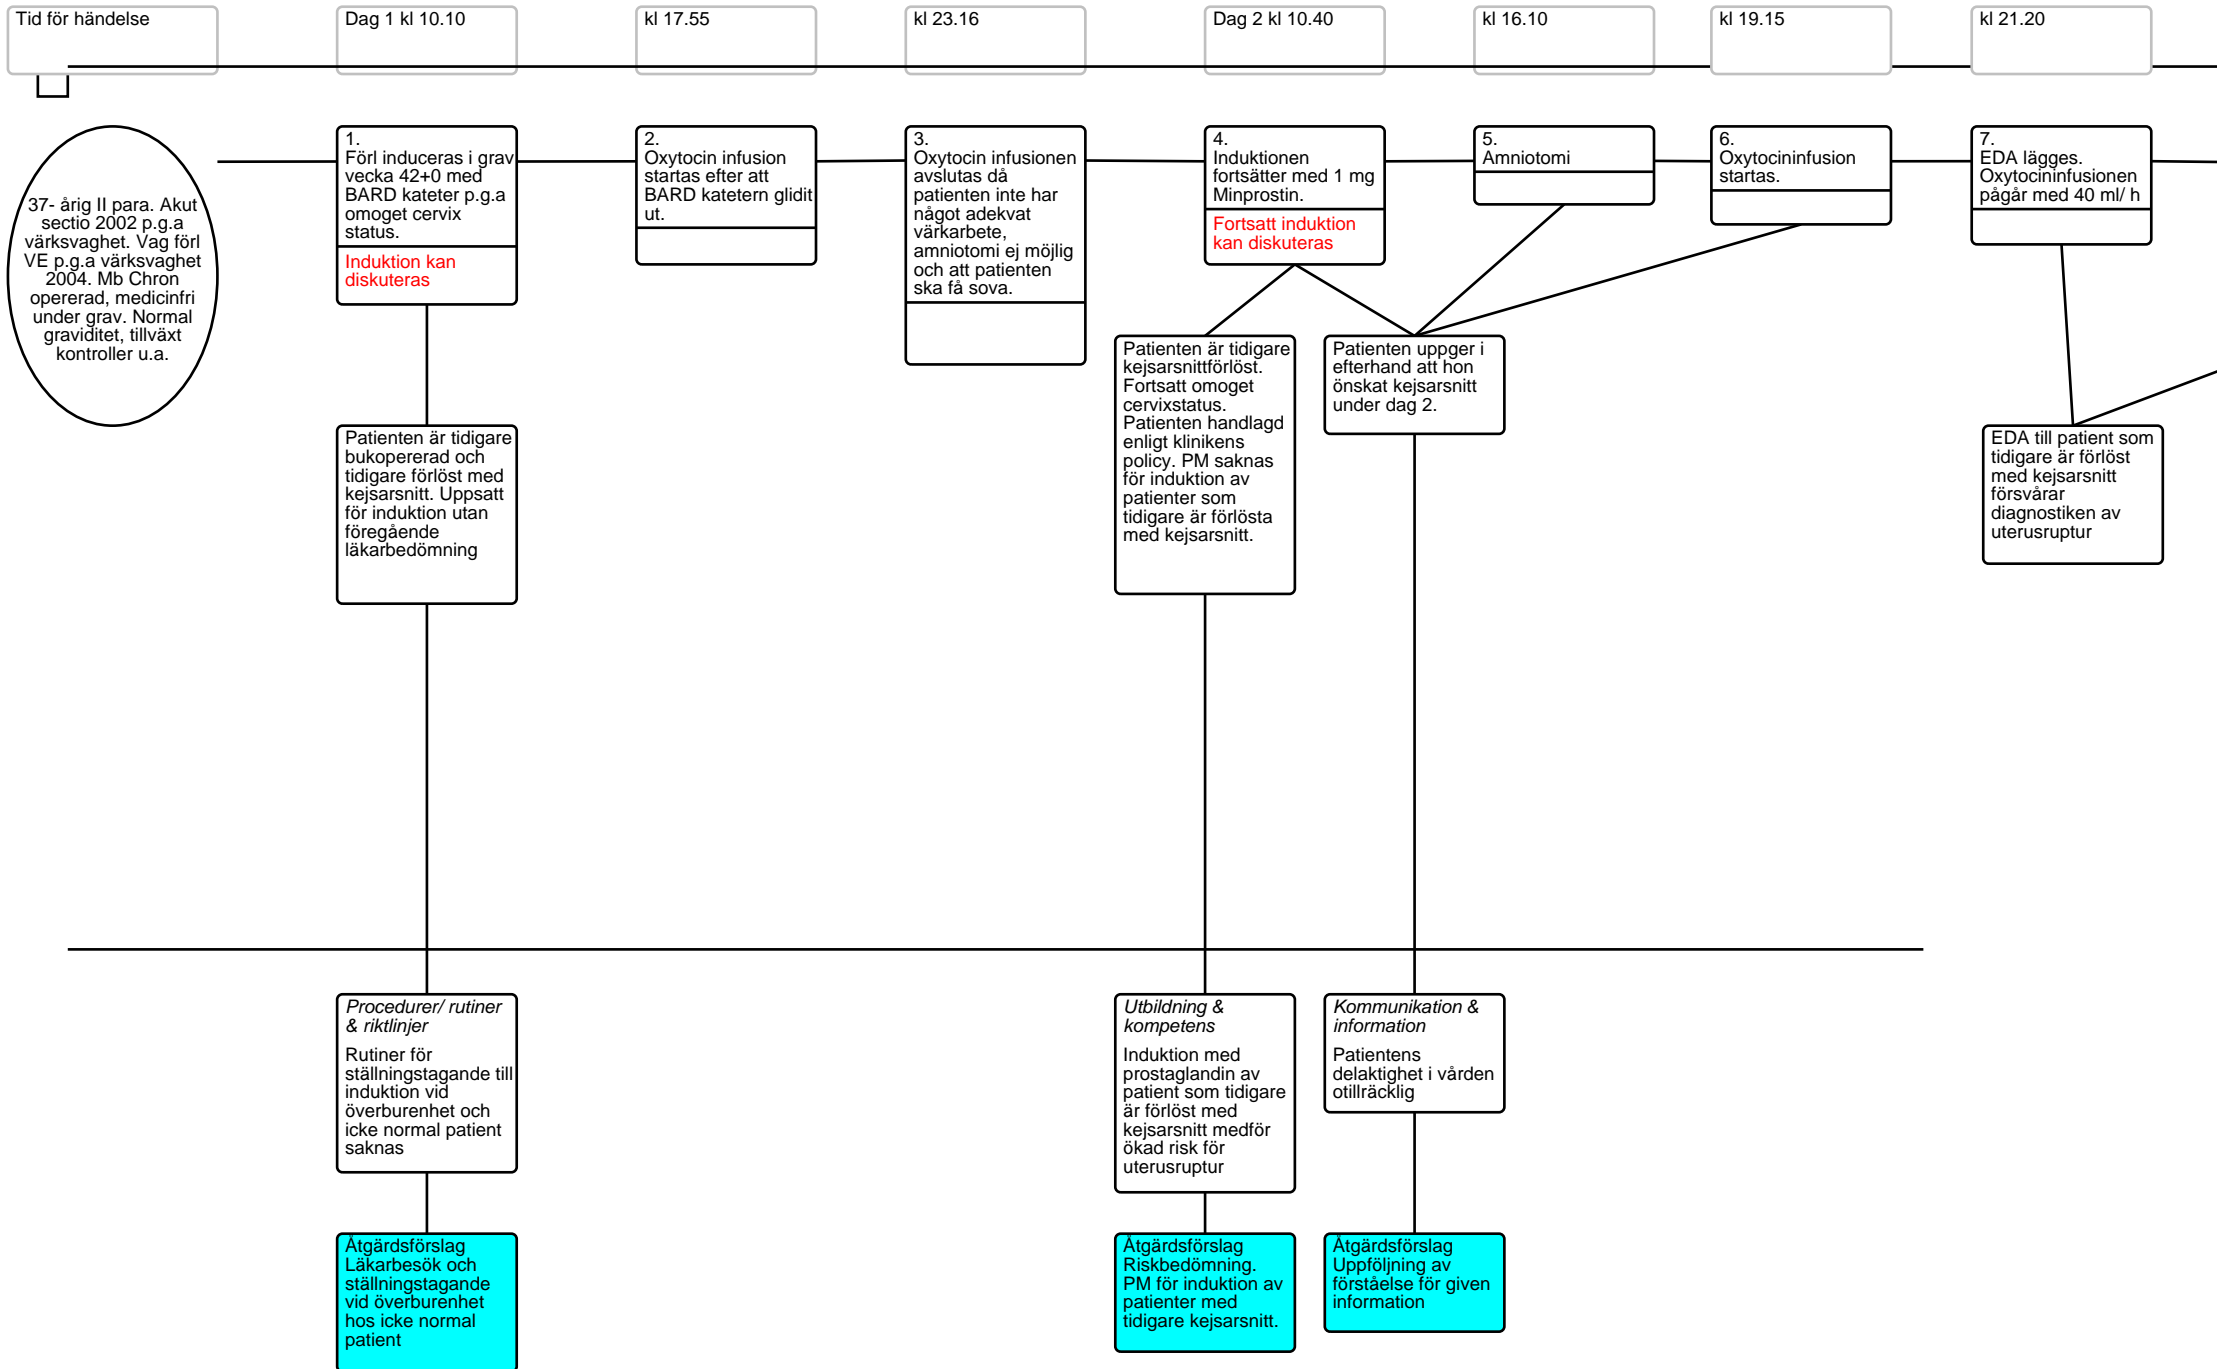 Tid för händelse
Dag 1 kl 10.10
kl 17.55
kl 23.16
Dag 2 kl 10.40
kl 16.10
kl 19.15
kl 21.20
37- årig II para. Akut
sectio 2002 p.g.a
värksvaghet. Vag förl
VE p.g.a värksvaghet
2004. Mb Chron
opererad, medicinfri
under grav. Normal
graviditet, tillväxt
kontroller u.a.
1.
Förl induceras i grav
vecka 42+0 med
BARD kateter p.g.a
omoget cervix
status.
Induktion kan
diskuteras
2.
Oxytocin infusion
startas efter att
BARD katetern glidit
ut.
3.
Oxytocin infusionen
avslutas då
patienten inte har
något adekvat
värkarbete,
amniotomi ej möjlig
och att patienten
ska få sova.
4.
Induktionen
fortsätter med 1 mg
Minprostin.
Fortsatt induktion
kan diskuteras
5.
Amniotomi
6.
Oxytocininfusion
startas.
7.
EDA lägges.
Oxytocininfusionen
pågår med 40 ml/ h
Patienten är tidigare
bukopererad och
tidigare förlöst med
kejsarsnitt. Uppsatt
för induktion utan
föregående
läkarbedömning
Patienten är tidigare
kejsarsnittförlöst.
Fortsatt omoget
cervixstatus.
Patienten handlagd
enligt klinikens
policy. PM saknas
för induktion av
patienter som
tidigare är förlösta
med kejsarsnitt.
Patienten uppger i
efterhand att hon
önskat kejsarsnitt
under dag 2.
EDA till patient som
tidigare är förlöst
med kejsarsnitt
försvårar
diagnostiken av
uterusruptur
Procedurer/ rutiner
& riktlinjer
Rutiner för
ställningstagande till
induktion vid
överburenhet och
icke normal patient
saknas
Utbildning &
kompetens
Induktion med
prostaglandin av
patient som tidigare
är förlöst med
kejsarsnitt medför
ökad risk för
uterusruptur
Kommunikation &
information
Patientens
delaktighet i vården
otillräcklig
Åtgärdsförslag
Läkarbesök och
ställningstagande
vid överburenhet
hos icke normal
patient
Åtgärdsförslag
Riskbedömning.
PM för induktion av
patienter med
tidigare kejsarsnitt.
Åtgärdsförslag
Uppföljning av
förståelse för given
information